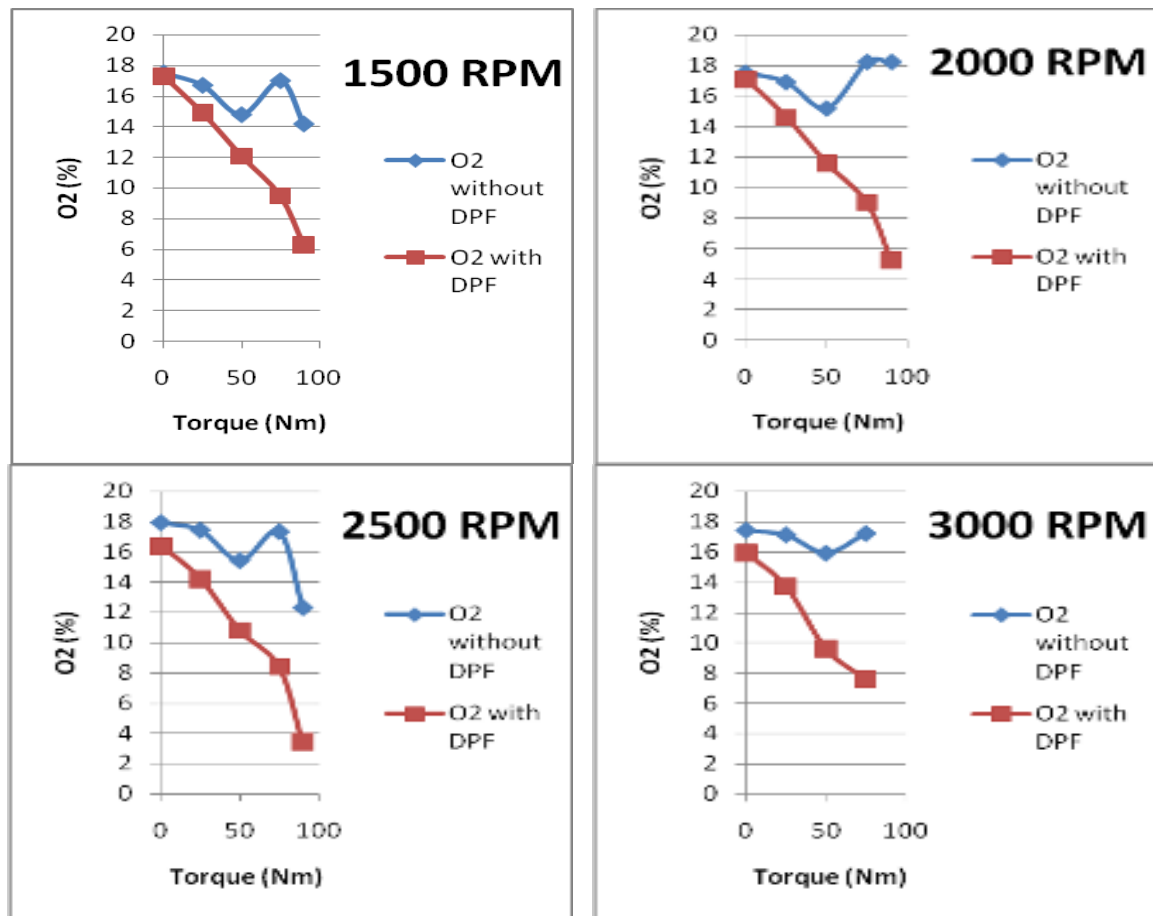 1500 RPM
20
18
16
14
12
10
8
6
4
2
0
O2 (%)
0 50 100
Torque (Nm)
O2
without
DPF
O2 with
DPF
2000 RPM
20
18
16
14
12
10
8
6
4
2
0
O2 (%)
0 50 100
Torque (Nm)
O2
without
DPF
O2 with
DPF
2500 RPM
20
18
16
14
12
10
8
6
4
2
0
O2 (%)
0 50 100
Torque (Nm)
O2
without
DPF
O2 with
DPF
3000 RPM
20
18
16
14
12
10
8
6
4
2
0
O2 (%)
0 50 100
Torque (Nm)
O2
without
DPF
O2 with
DPF